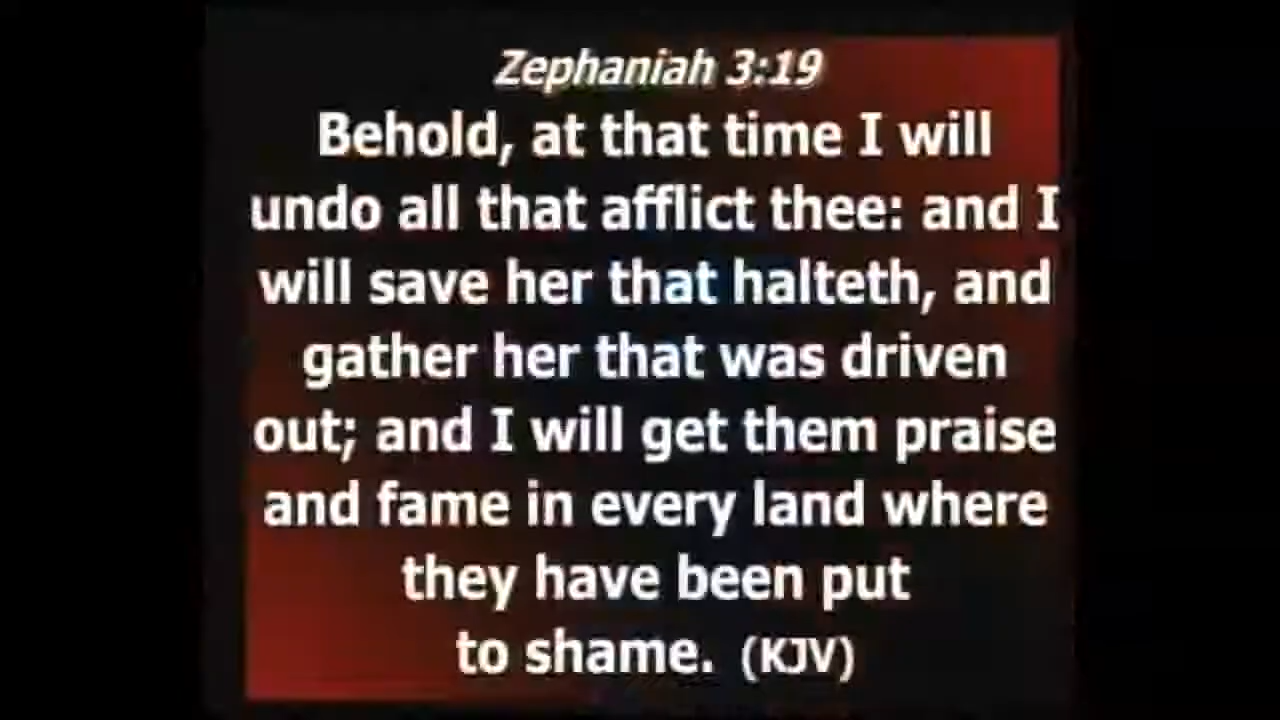 Zephaniah 3:19
Behold, at that time I will
undo all that afflict thee: and I
will save her that halteth, and
gather her that was driven
out; and I will get them praise
and fame in every land where
they have been put
to shame. (KJV)